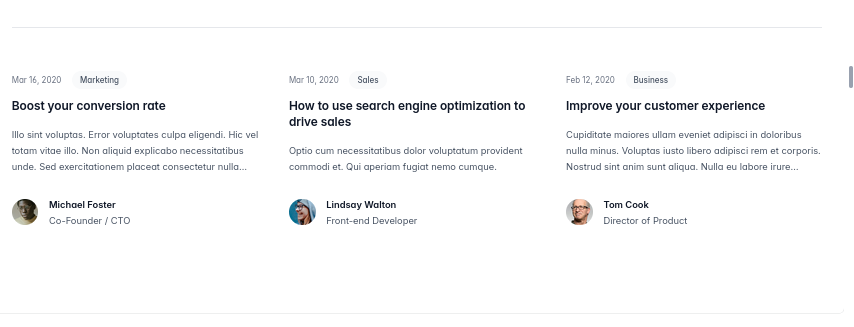 Mar 16, 2020 Marketing
Boost your conversion rate
Illo sint voluptas. Error voluptates culpa eligendi. Hic vel
totam vitae illo. Non aliquid explicabo necessitatibus
unde. Sed exercitationem placeat consectetur nulla...
Michael Foster
Co-Founder / CTO
Mar 10, 2020 Sales
How to use search engine optimization to
drive sales
Optio cum necessitatibus dolor voluptatum provident
commodi et. Qui aperiam fugiat nemo cumque.
Lindsay Walton
Front-end Developer
Feb 12, 2020 Business
Improve your customer experience
Cupiditate maiores ullam eveniet adipisci in doloribus
nulla minus. Voluptas iusto libero adipisci rem et corporis.
Nostrud sint anim sunt aliqua. Nulla eu labore irure...
Tom Cook
Director of Product